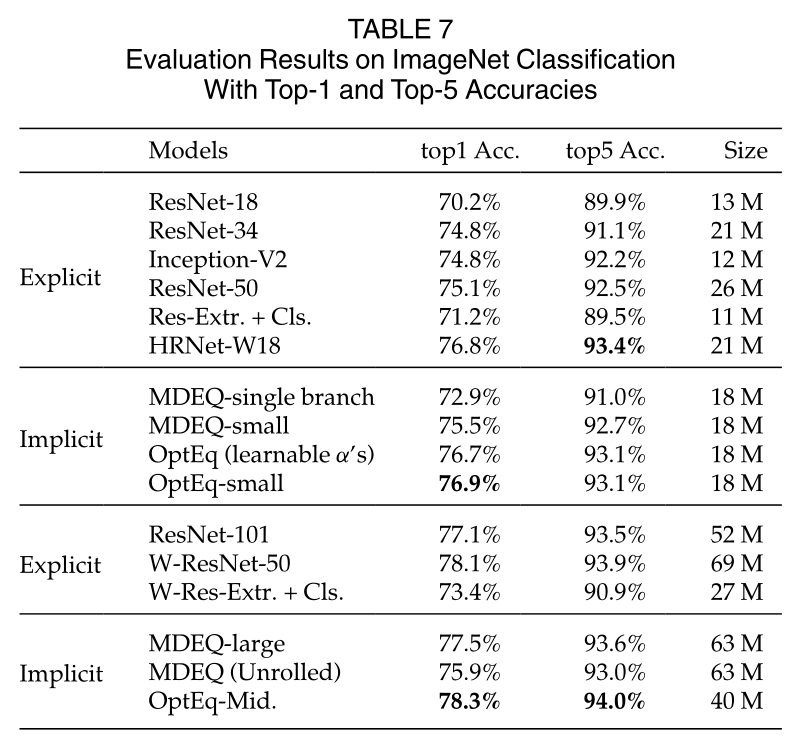 TABLE 7
Evaluation Results on ImageNet Classification
With Top-1 and Top-5 Accuracies
Models top1 Acc. top5 Acc. Size
Explicit
ResNet-18 70.2% 89.9% 13 M
ResNet-34 74.8% 91.1% 21 M
Inception-V2 74.8% 92.2% 12 M
ResNet-50 75.1% 92.5% 26 M
Res-Extr. + Cls. 71.2% 89.5% 11 M
HRNet-W18 76.8% 93.4% 21 M
Implicit
MDEQ-single branch 72.9% 91.0% 18 M
MDEQ-small 75.5% 92.7% 18 M
OptEq (learnable α's) 76.7% 93.1% 18 M
OptEq-small 76.9% 93.1% 18 M
Explicit
ResNet-101 77.1% 93.5% 52 M
W-ResNet-50 78.1% 93.9% 69 M
W-Res-Extr. + Cls. 73.4% 90.9% 27 M
Implicit
MDEQ-large 77.5% 93.6% 63 M
MDEQ (Unrolled) 75.9% 93.0% 63 M
OptEq-Mid. 78.3% 94.0% 40 M